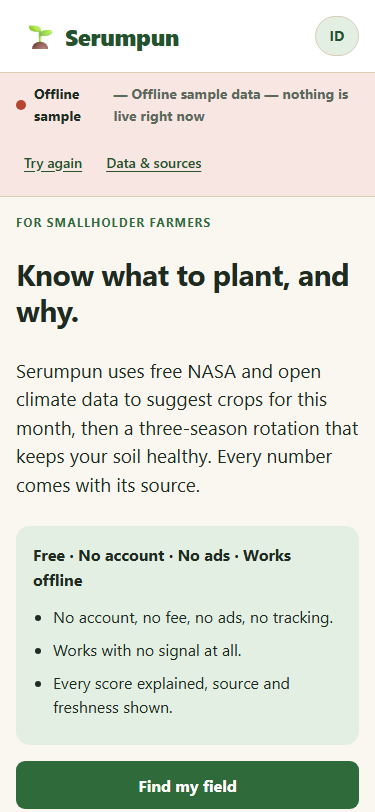 Serumpun
ID
Offline sample
— Offline sample data — nothing is live right now
Try again
Data & sources
FOR SMALLHOLDER FARMERS
Know what to plant, and
why.
Serumpun uses free NASA and open
climate data to suggest crops for this
month, then a three-season rotation that
keeps your soil healthy. Every number
comes with its source.
Free · No account · No ads · Works
offline
• No account, no fee, no ads, no tracking.
• Works with no signal at all.
• Every score explained, source and
freshness shown.
Find my field